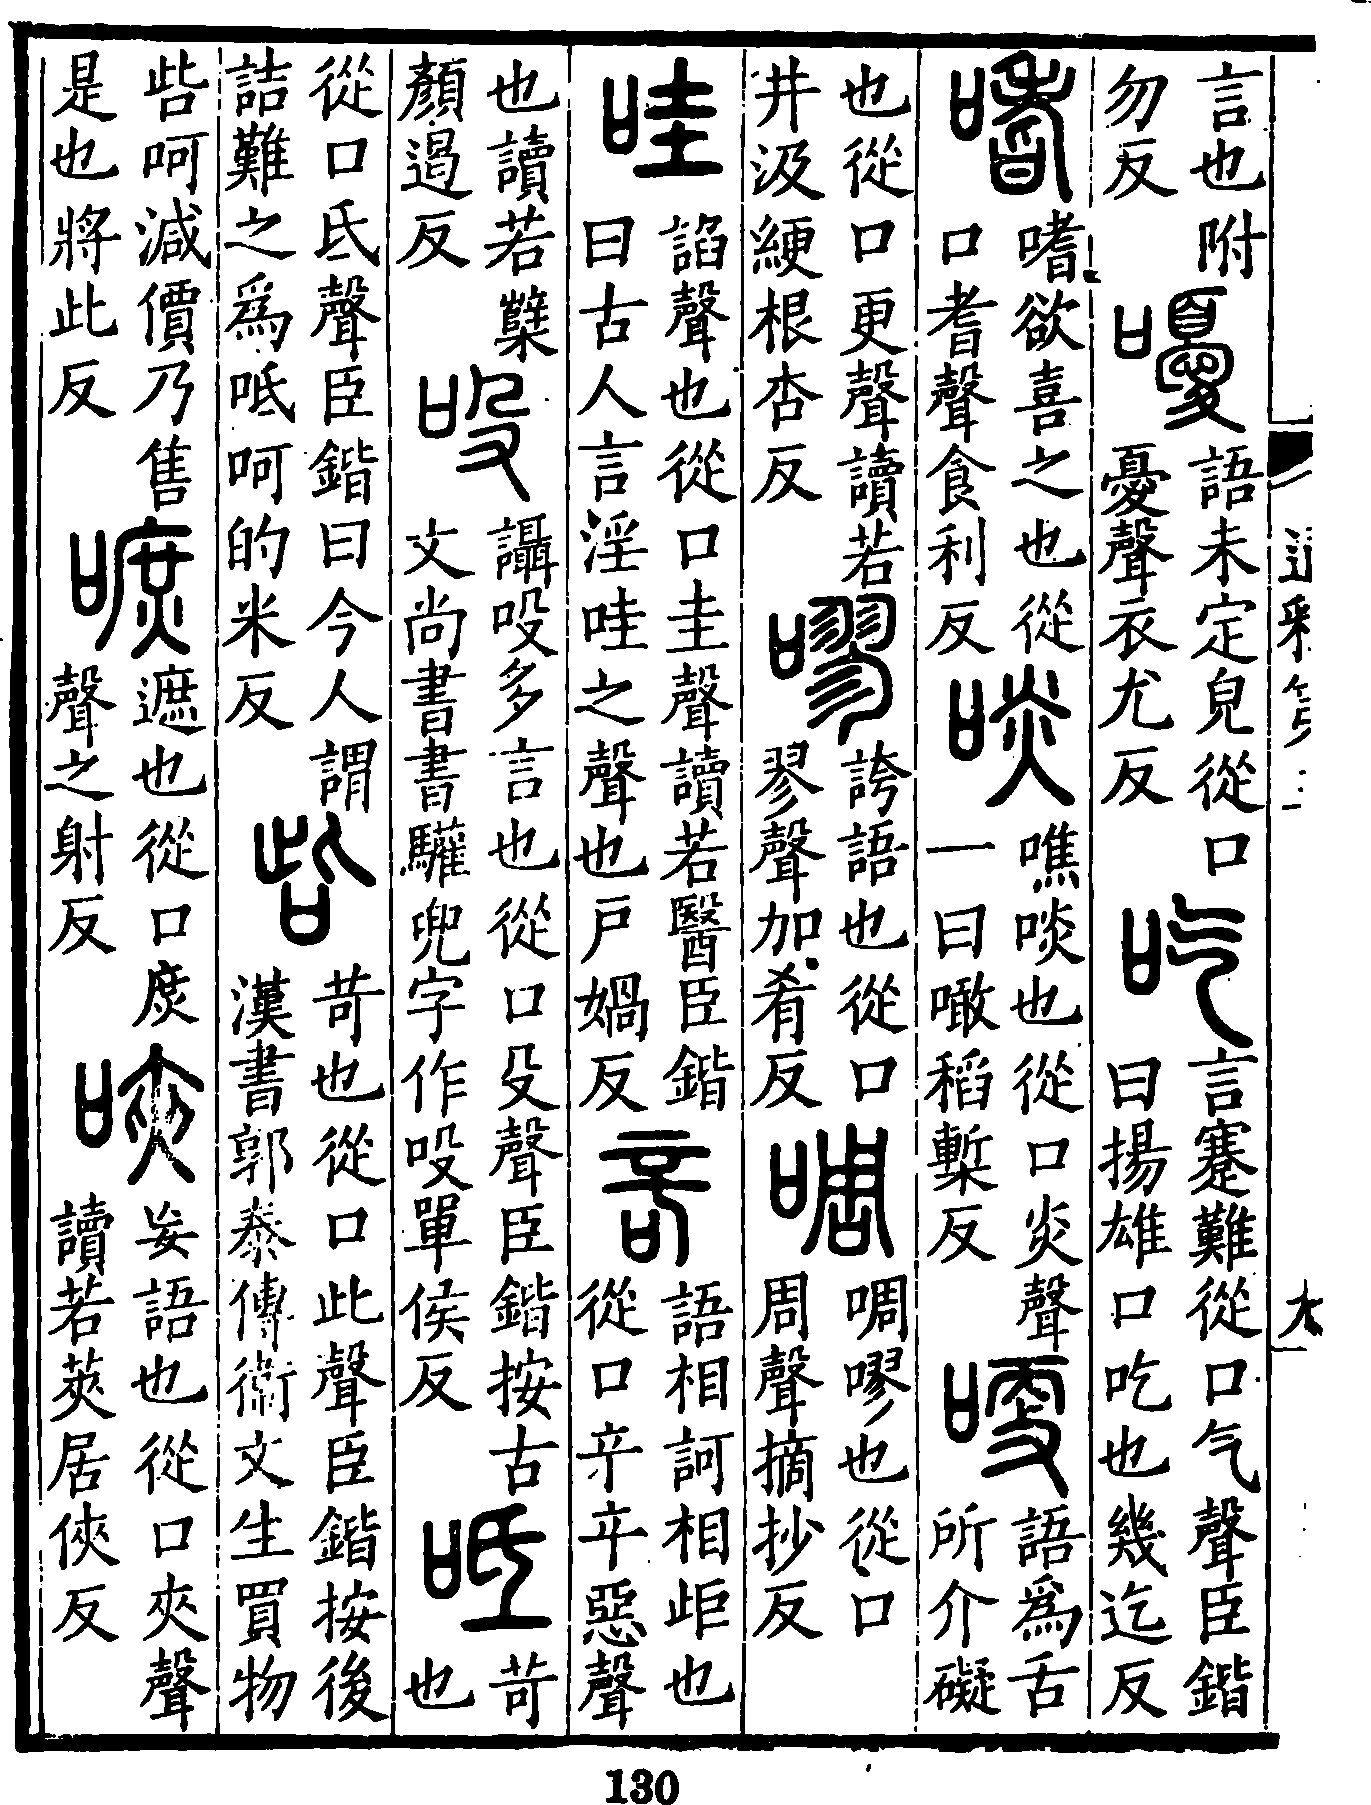 言也附
勿反
嚘
語未定皃從口
憂聲衣尤反
吃
言蹇難從口气聲臣鍇
曰揚雄口吃也幾迄反
嗜
嗜欲喜之也從
口耆聲食利反
啖
噍啖也從口炎聲
一曰噉稻槧反
哽
語爲舌
所介礙
也從口更聲讀若
井汲綆根杏反
嘐
誇語也從口
翏聲加肴反
啁
啁嘐也從口
周聲摘抄反
哇
諂聲也從口圭聲讀若醫臣鍇
曰古人言淫哇之聲也戸媧反
語相訶相歫也
從口䇂䇂惡聲
也讀若櫱
顏遏反
吺
讘吺多言也從口殳聲臣鍇按古
文尚書書驩兜字作吺單侯反
呧
苛
也
從口氐聲臣鍇曰今人謂
詰難之爲呧呵的米反
呰
苛也從口此聲臣鍇按後
漢書郭泰傳衞文生買物
呰呵減價乃售
是也將此反
嗻
遮也從口庶
聲之射反
唊
妄語也從口夾聲
讀若莢居俠反
130